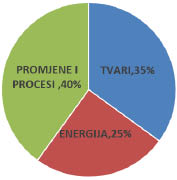 PROMJENE I
PROCESI ,40%
TVARI,35%
ENERGIJA,25%